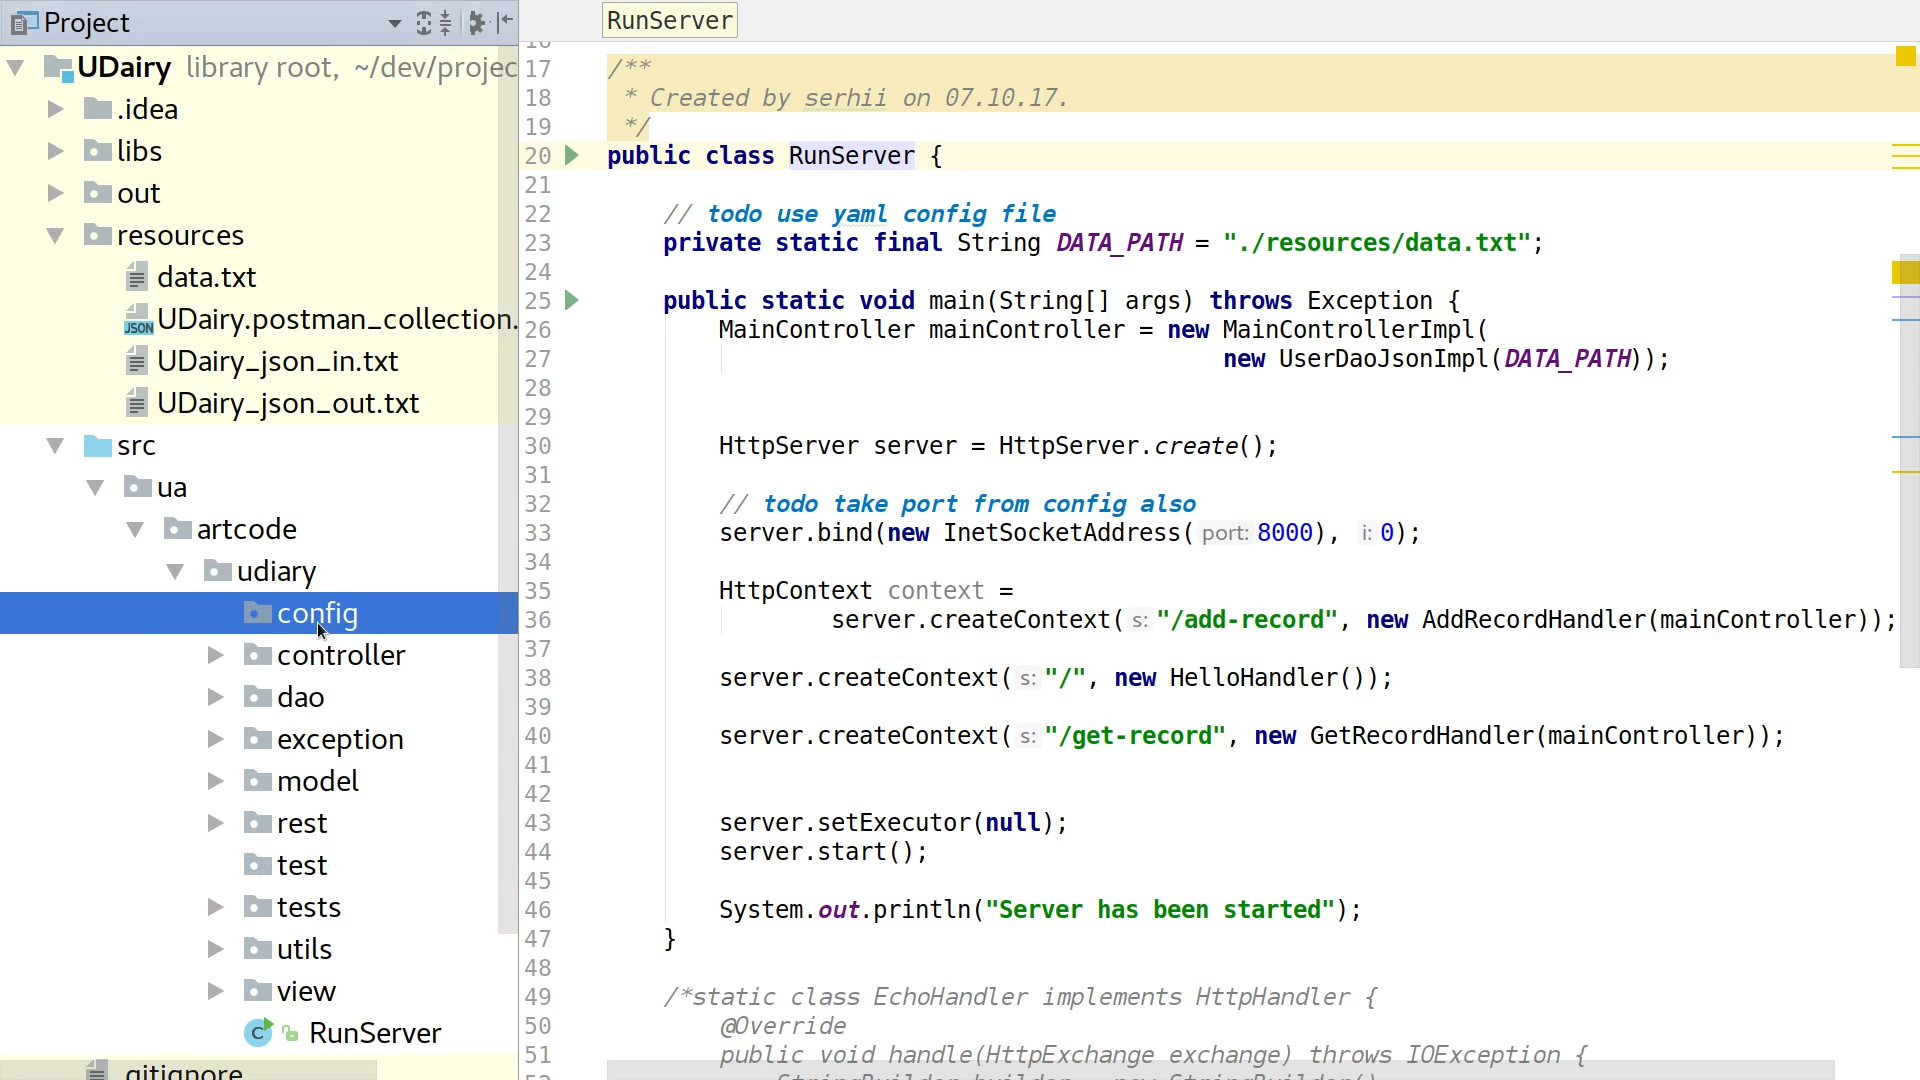 Project
UDairy library root, ~/dev/projec
.idea
libs
out
resources
data.txt
UDairy.postman_collection.
JSON
UDairy_json_in.txt
UDairy_json_out.txt
src
ua
artcode
udiary
config
controller
dao
exception
model
rest
test
tests
utils
view
C RunServer
.gitignore
RunServer
16
17 /**
18 * Created by serhii on 07.10.17.
19 */
20 public class RunServer {
21
22 // todo use yaml config file
23 private static final String DATA_PATH = "./resources/data.txt";
24
25 public static void main(String[] args) throws Exception {
26 MainController mainController = new MainControllerImpl(
27 new UserDaoJsonImpl(DATA_PATH));
28
29
30 HttpServer server = HttpServer.create();
31
32 // todo take port from config also
33 server.bind(new InetSocketAddress( port: 8000), i: 0);
34
35 HttpContext context =
36 server.createContext( s: "/add-record", new AddRecordHandler(mainController));
37
38 server.createContext( s: "/", new HelloHandler());
39
40 server.createContext( s: "/get-record", new GetRecordHandler(mainController));
41
42
43 server.setExecutor(null);
44 server.start();
45
46 System.out.println("Server has been started");
47 }
48
49 /*static class EchoHandler implements HttpHandler {
50 @Override
51 public void handle(HttpExchange exchange) throws IOException {
52 StringBuilder builder = new StringBuilder()